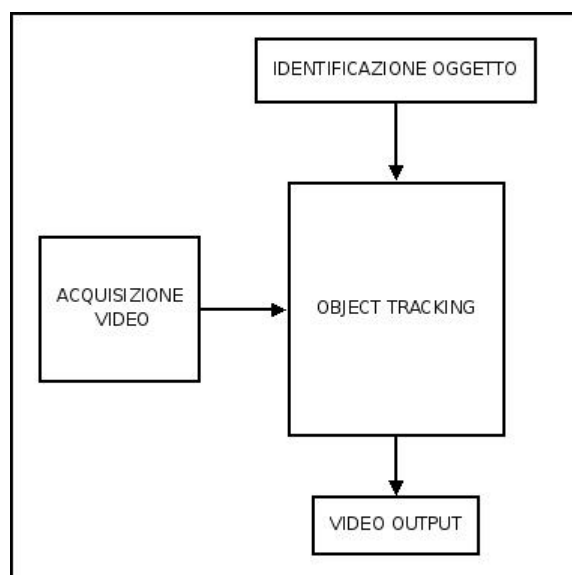 IDENTIFICAZIONE OGGETTO
ACQUISIZIONE
VIDEO
OBJECT TRACKING
VIDEO OUTPUT